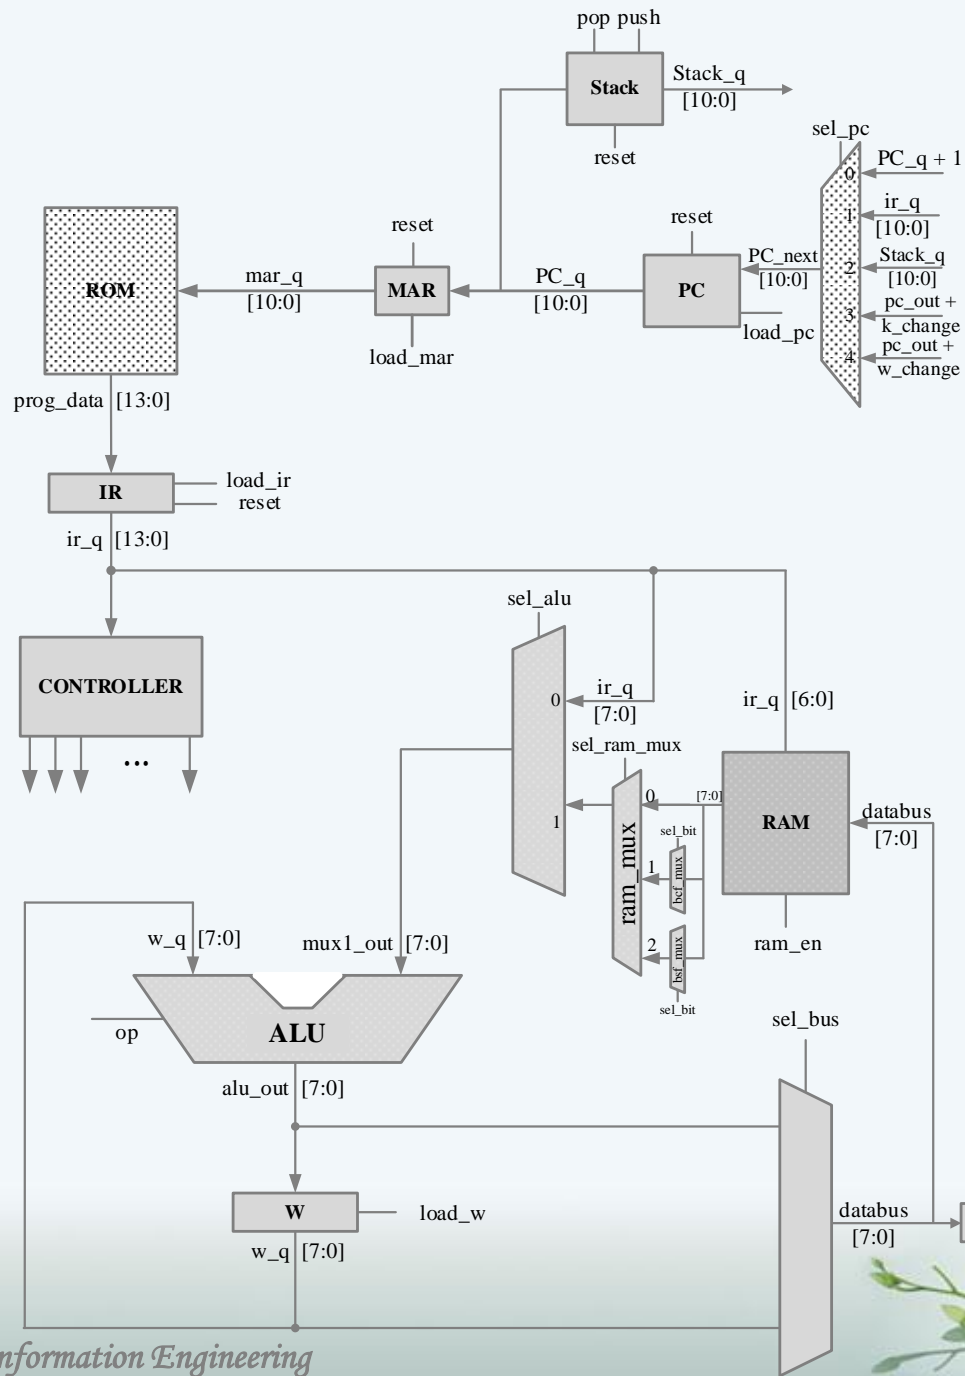 pop push
Stack
Stack_q
[10:0]
reset
sel_pc
0
PC_q + 1
1
ir_q
[10:0]
2
Stack_q
[10:0]
3
pc_out +
k_change
4
pc_out +
w_change
reset
PC_next
[10:0]
PC
load_pc
PC_q
[10:0]
reset
MAR
load_mar
mar_q
[10:0]
ROM
prog_data [13:0]
IR
load_ir
reset
ir_q [13:0]
CONTROLLER
...
sel_alu
0
ir_q
[7:0]
1
sel_ram_mux
ram_mux
0
[7:0]
sel_bit
1
bcf_mux
2
bsf_mux
sel_bit
ir_q [6:0]
RAM
databus
[7:0]
ram_en
w_q [7:0]
mux1_out [7:0]
op
ALU
alu_out [7:0]
sel_bus
W
load_w
w_q [7:0]
databus
[7:0]
nformation Engineering